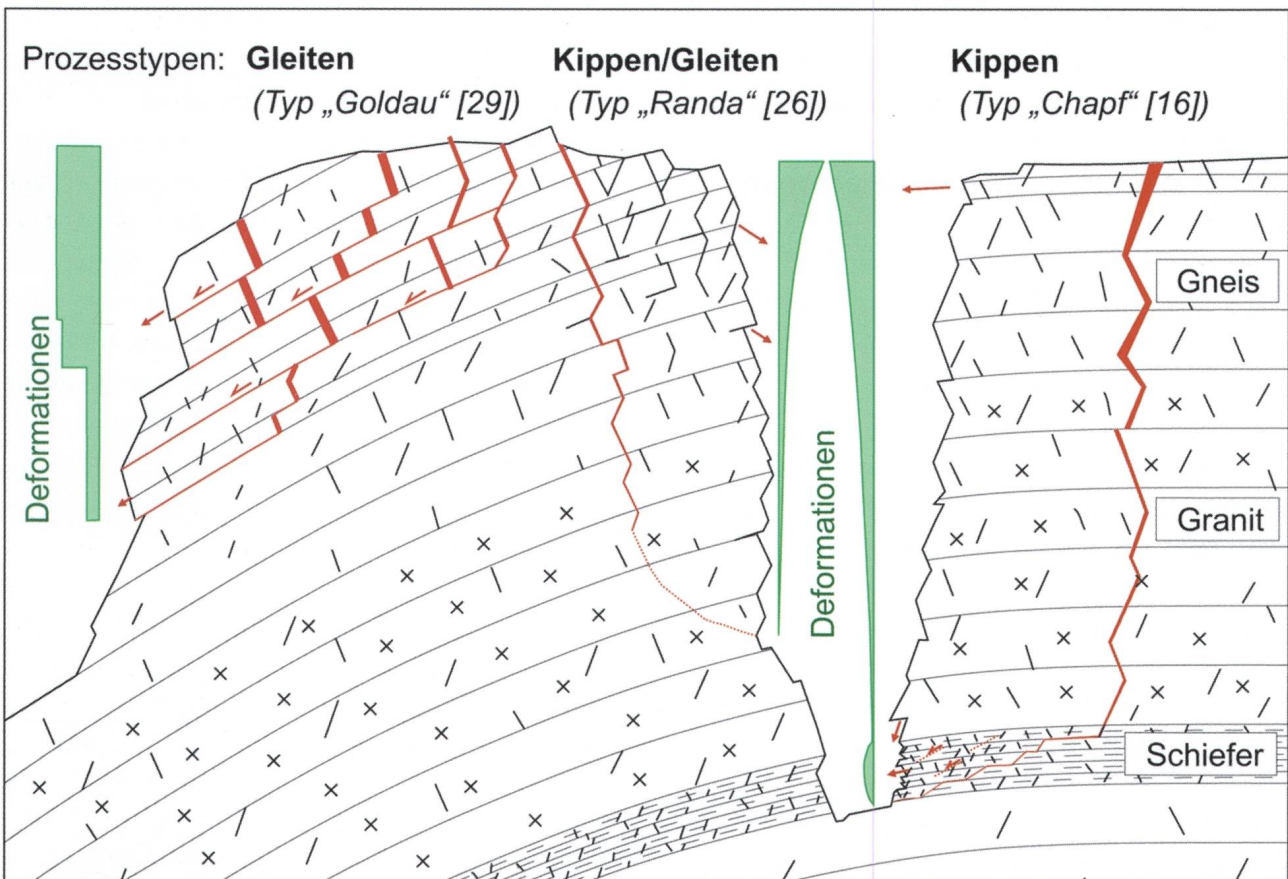 Prozesstypen: Gleiten Kippen/Gleiten Kippen
(Typ „Goldau“ [29]) (Typ „Randa“ [26]) (Typ „Chapf“ [16])
Deformationen
Deformationen
Gneis
Granit
Schiefer